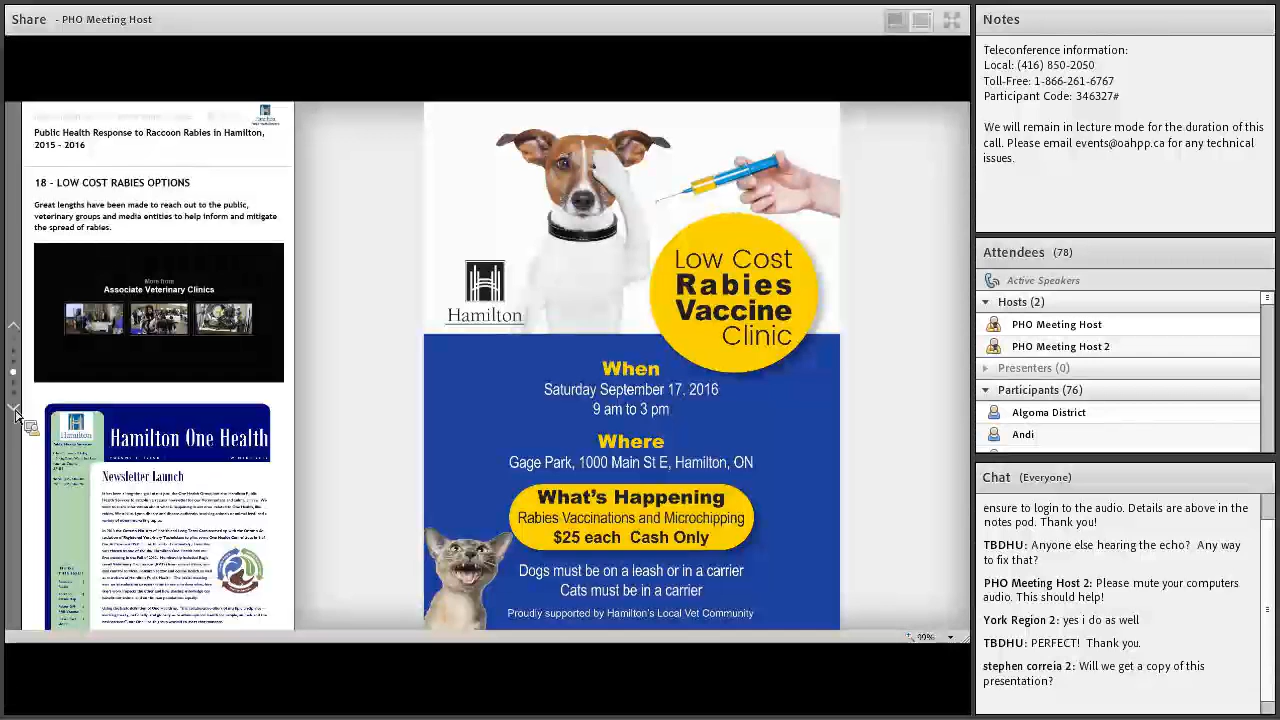 Share - PHO Meeting Host
Public Health Response to Raccoon Rabies in Hamilton,
2015 - 2016
18 - LOW COST RABIES OPTIONS
Great lengths have been made to reach out to the public,
veterinary groups and media entities to help inform and mitigate
the spread of rabies.
More from
Associate Veterinary Clinics
Hamilton
Hamilton One Health
Newsletter Launch
Hamilton
Low Cost
Rabies
Vaccine
Clinic
When
Saturday September 17, 2016
9 am to 3 pm
Where
Gage Park, 1000 Main St E, Hamilton, ON
What's Happening
Rabies Vaccinations and Microchipping
$25 each Cash Only
Dogs must be on a leash or in a carrier
Cats must be in a carrier
Proudly supported by Hamilton's Local Vet Community
99%
Notes
Teleconference information:
Local: (416) 850-2050
Toll-Free: 1-866-261-6767
Participant Code: 346327#
We will remain in lecture mode for the duration of this
call. Please email events@oahpp.ca for any technical
issues.
Attendees (78)
Active Speakers
Hosts (2)
PHO Meeting Host
PHO Meeting Host 2
Presenters (0)
Participants (76)
Algoma District
Andi
Chat (Everyone)
ensure to login to the audio. Details are above in the
notes pod. Thank you!
TBDHU: Anyone else hearing the echo? Any way
to fix that?
PHO Meeting Host 2: Please mute your computers
audio. This should help!
York Region 2: yes i do as well
TBDHU: PERFECT! Thank you.
stephen correia 2: Will we get a copy of this
presentation?